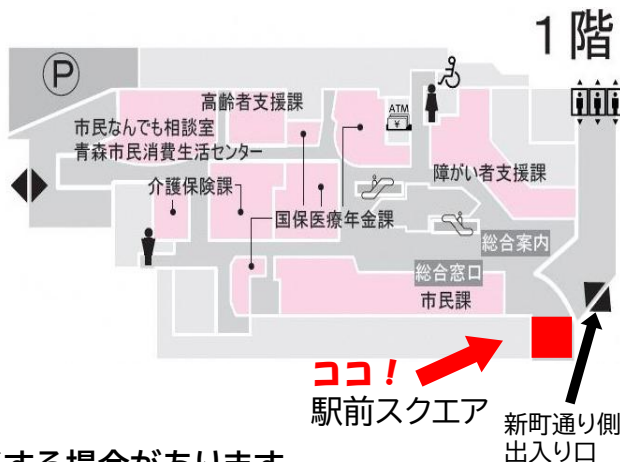 1階
P
高齢者支援課
ATM
¥
市民なんでも相談室
青森市民消費生活センター
障がい者支援課
介護保険課
国保医療年金課
総合案内
総合窓口
市民課
ココ！
駅前スクエア
新町通り側
出入り口
する場合があります